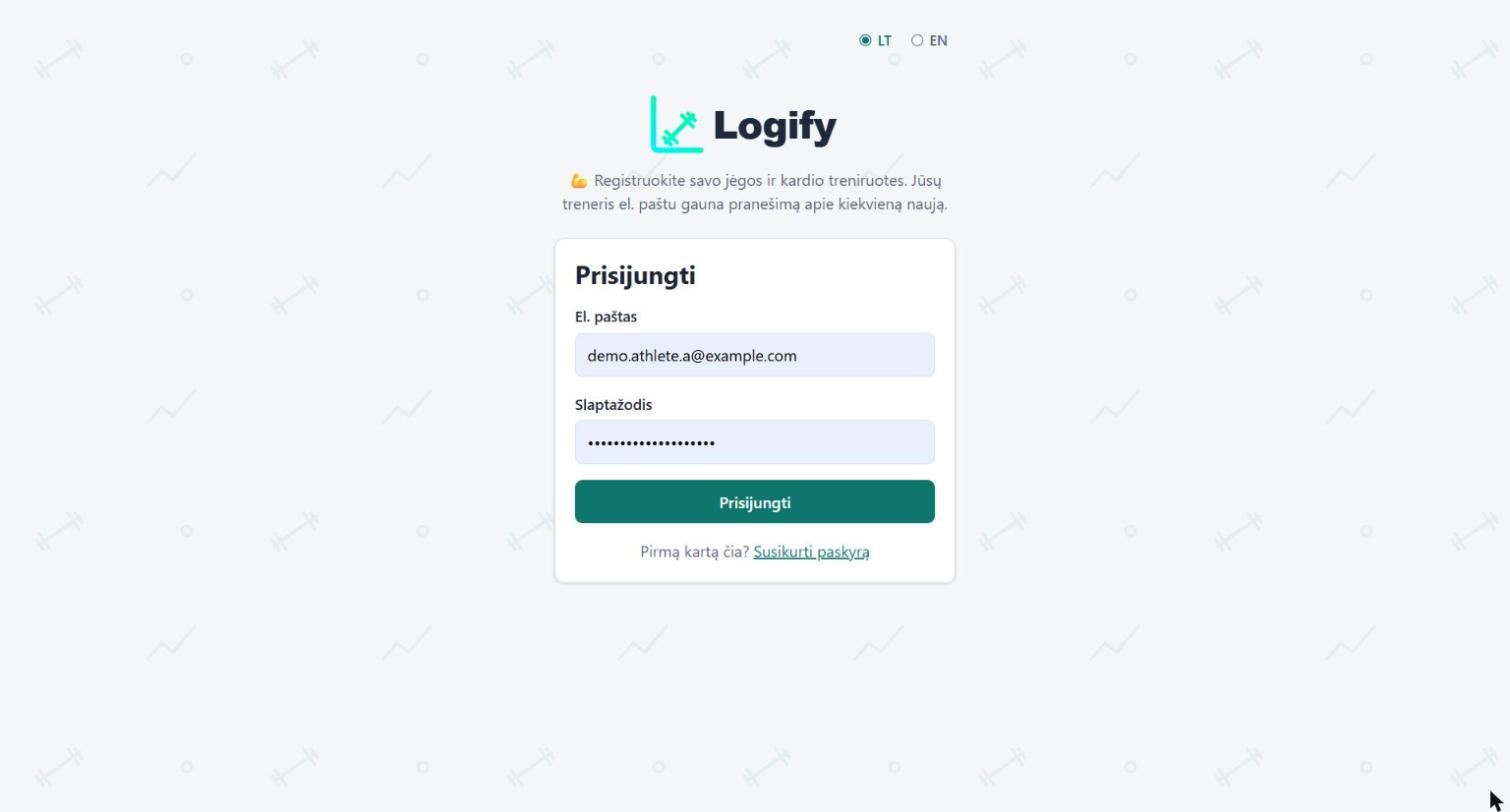 LT EN
Logify
💪 Registruokite savo jėgos ir kardio treniruotes. Jūsų
treneris el. paštu gauna pranešimą apie kiekvieną naują.
Prisijungti
El. paštas
demo.athlete.a@example.com
Slaptažodis
••••••••••••••••••••
Prisijungti
Pirmą kartą čia? Susikurti paskyrą